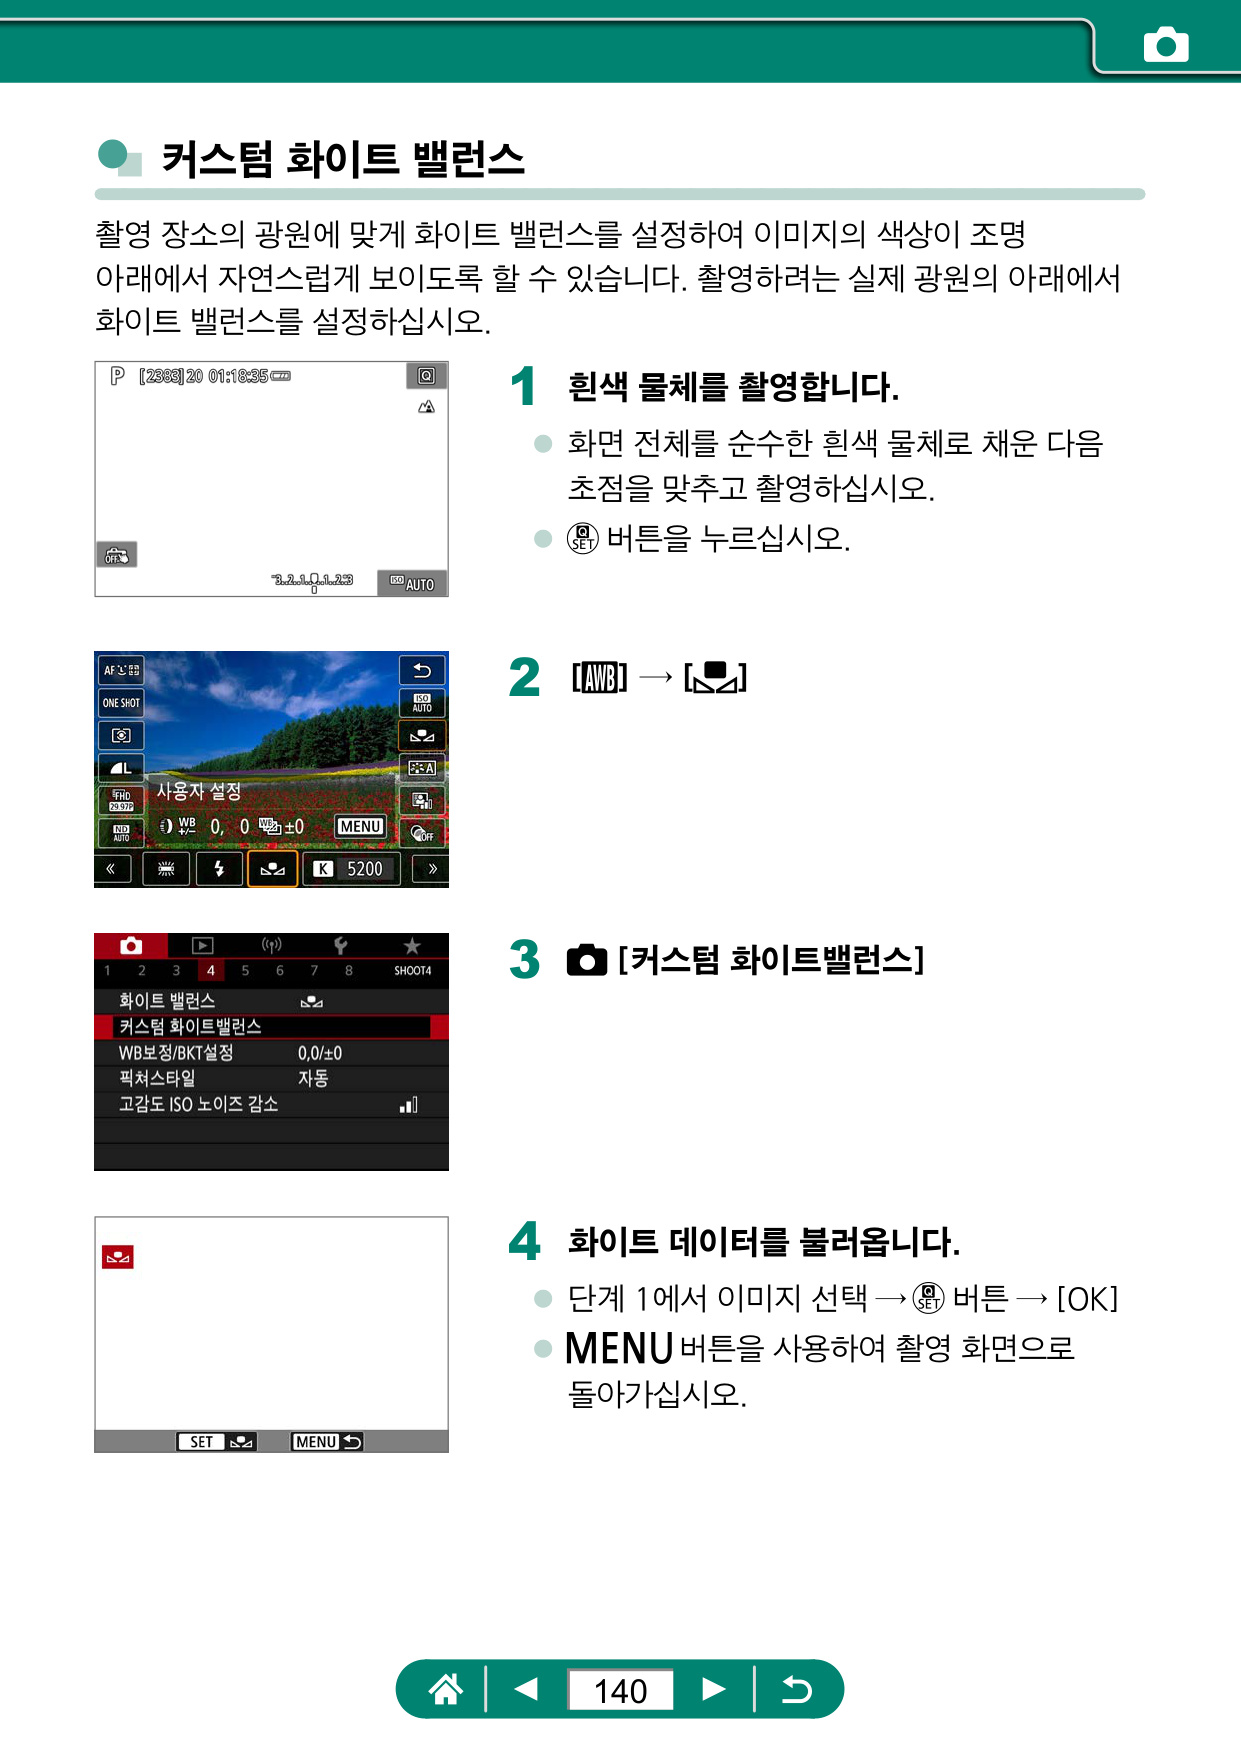 커스텀 화이트 밸런스
촬영 장소의 광원에 맞게 화이트 밸런스를 설정하여 이미지의 색상이 조명
아래에서 자연스럽게 보이도록 할 수 있습니다. 촬영하려는 실제 광원의 아래에서
화이트 밸런스를 설정하십시오.
P [2383] 20 01:18:35 Q
OFF
-3..2..1..0..1..2..3 ISO AUTO
1 흰색 물체를 촬영합니다.
화면 전체를 순수한 흰색 물체로 채운 다음
초점을 맞추고 촬영하십시오.
Q SET 버튼을 누르십시오.
AF
ONE SHOT
ISO AUTO
L
A
FHD 29.97P
사용자 설정
ND AUTO
WB +/- 0, 0 WB ±0 MENU
OFF
« K 5200 »
2 [AWB] → [ ]
1 2 3 4 5 6 7 8 SHOOT4
화이트 밸런스
커스텀 화이트밸런스
WB보정/BKT설정 0,0/±0
픽쳐스타일 자동
고감도 ISO 노이즈 감소
3 [커스텀 화이트밸런스]
SET MENU
4 화이트 데이터를 불러옵니다.
단계 1에서 이미지 선택 → Q SET 버튼 → [OK]
MENU 버튼을 사용하여 촬영 화면으로
돌아가십시오.
140